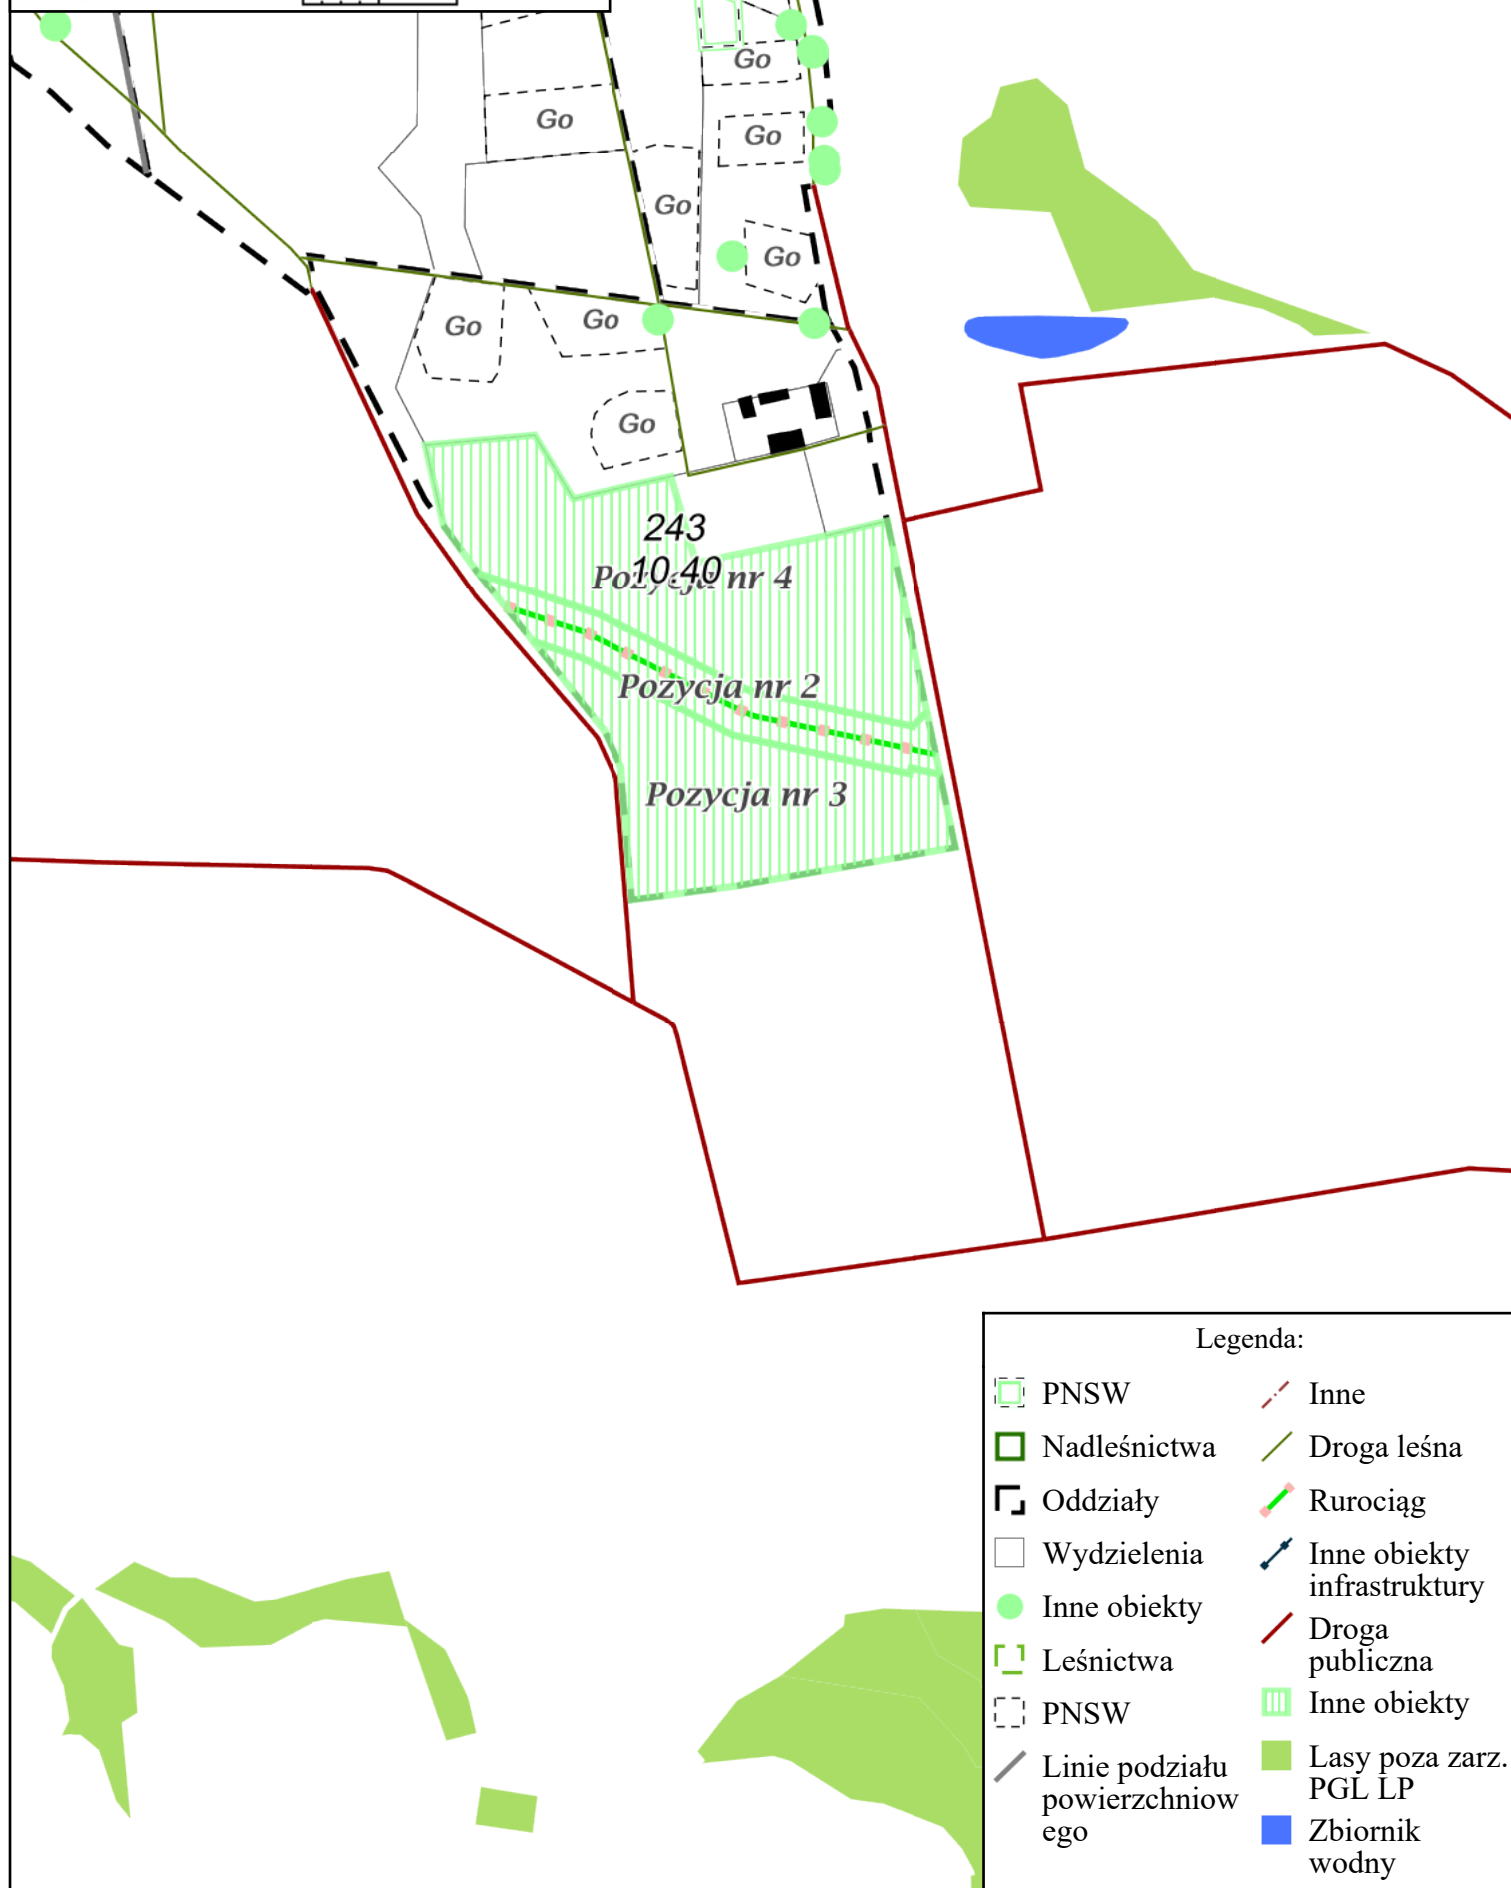 Go
Go
Go
Go
Go
Go
Go
Go
243
10.40
Pozycja nr 4
Pozycja nr 2
Pozycja nr 3
Legenda:
PNSW
Nadleśnictwa
Oddziały
Wydzielenia
Inne obiekty
Leśnictwa
PNSW
Linie podziału
powierzchniow
ego
Inne
Droga leśna
Rurociąg
Inne obiekty
infrastruktury
Droga
publiczna
Inne obiekty
Lasy poza zarz.
PGL LP
Zbiornik
wodny